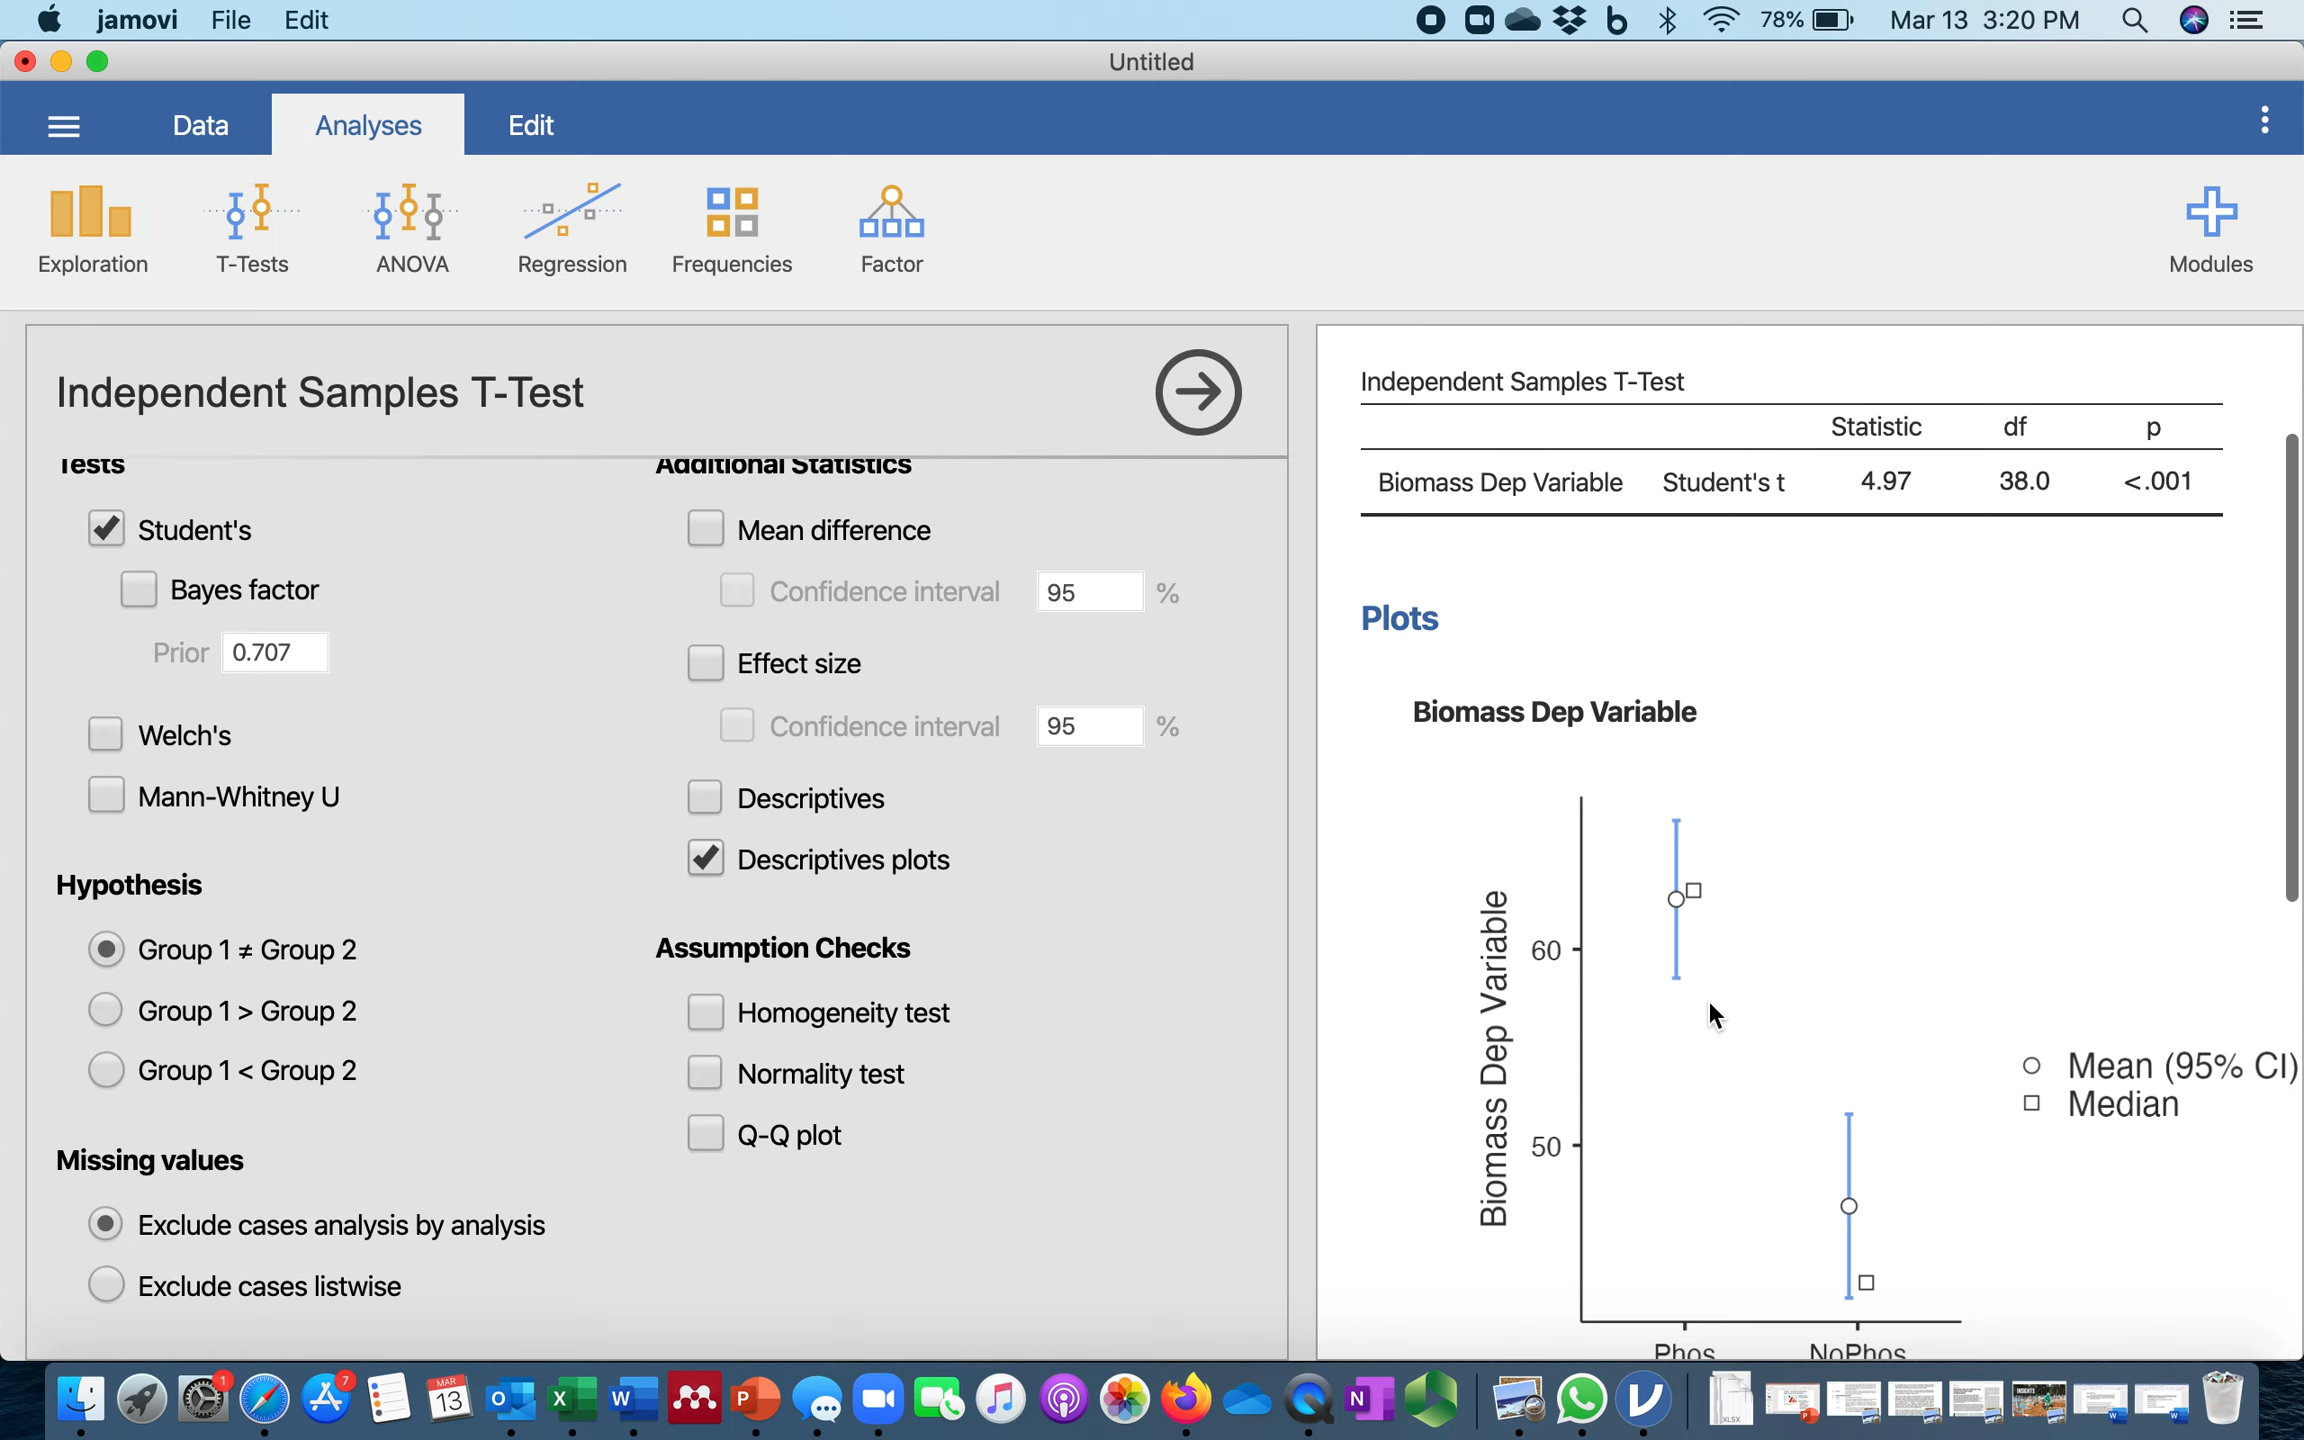 jamovi File Edit 78% Mar 13 3:20 PM
Untitled
Data Analyses Edit
Exploration T-Tests ANOVA Regression Frequencies Factor Modules
Independent Samples T-Test
Tests
Student's
Bayes factor
Prior 0.707
Welch's
Mann-Whitney U
Hypothesis
Group 1 ≠ Group 2
Group 1 > Group 2
Group 1 < Group 2
Missing values
Exclude cases analysis by analysis
Exclude cases listwise
Additional Statistics
Mean difference
Confidence interval 95 %
Effect size
Confidence interval 95 %
Descriptives
Descriptives plots
Assumption Checks
Homogeneity test
Normality test
Q-Q plot
Independent Samples T-Test
Statistic df p
Biomass Dep Variable Student's t 4.97 38.0 <.001
Plots
Biomass Dep Variable
Biomass Dep Variable
60
50
Mean (95% CI)
Median
Phos NoPhos
1
7
MAR
13
XLSX
INSIGHTS